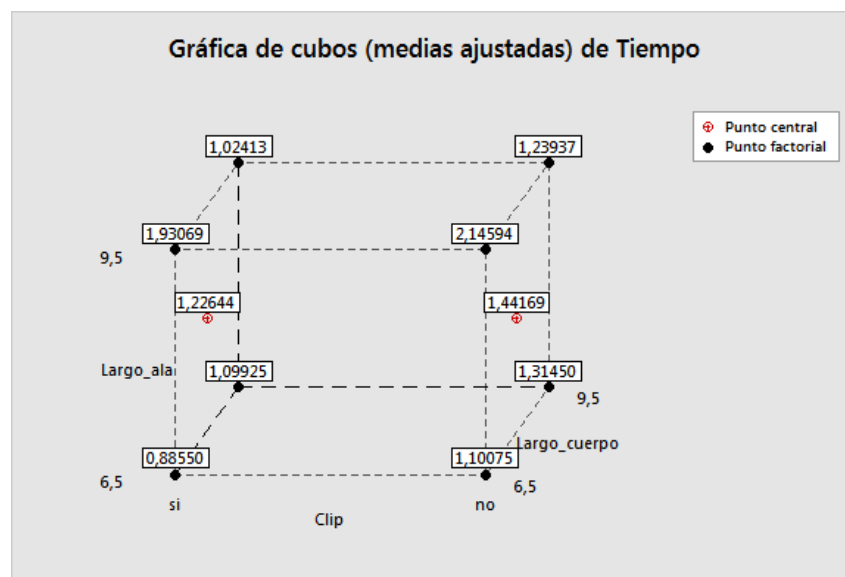 Gráfica de cubos (medias ajustadas) de Tiempo
Punto central
Punto factorial
1,02413
1,23937
1,93069
2,14594
9,5
1,22644
1,44169
Largo_ala
1,09925
1,31450
9,5
Largo_cuerpo
0,88550
1,10075
6,5
6,5
si
no
Clip